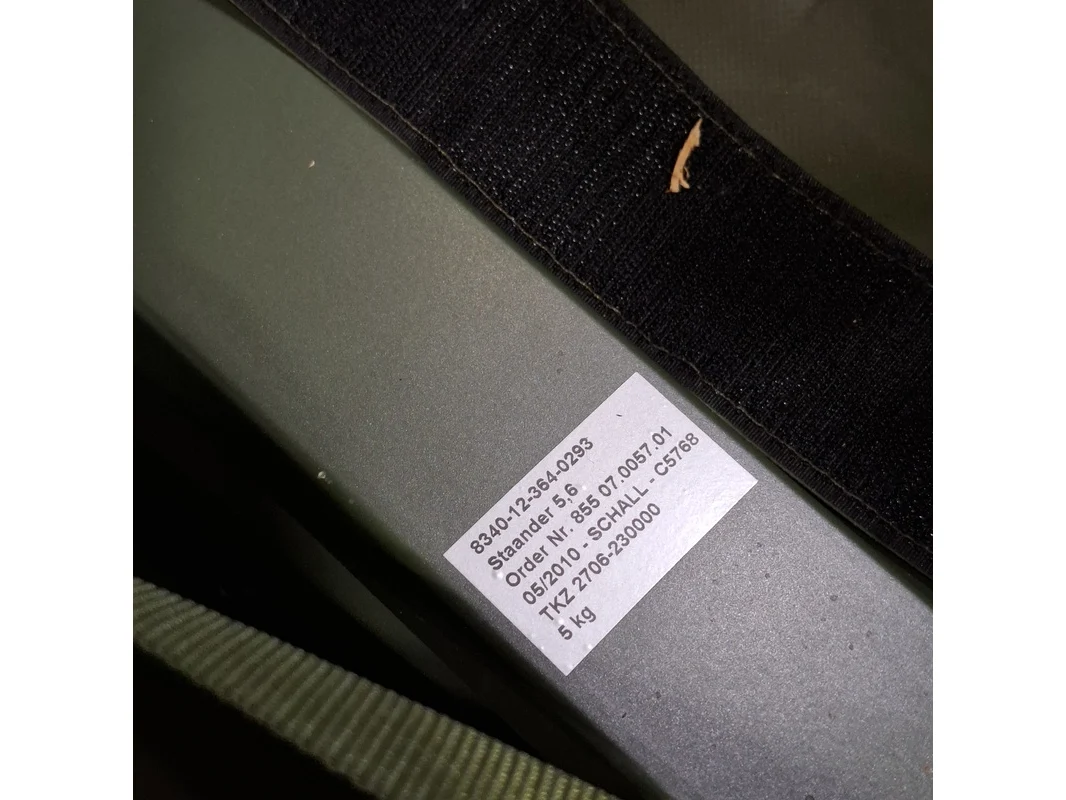 8340-12-364-0293
Staander 5,6
Order Nr. 855 07.0057.01
05/2010 - SCHALL - C5768
TKZ 2706-230000
5 kg